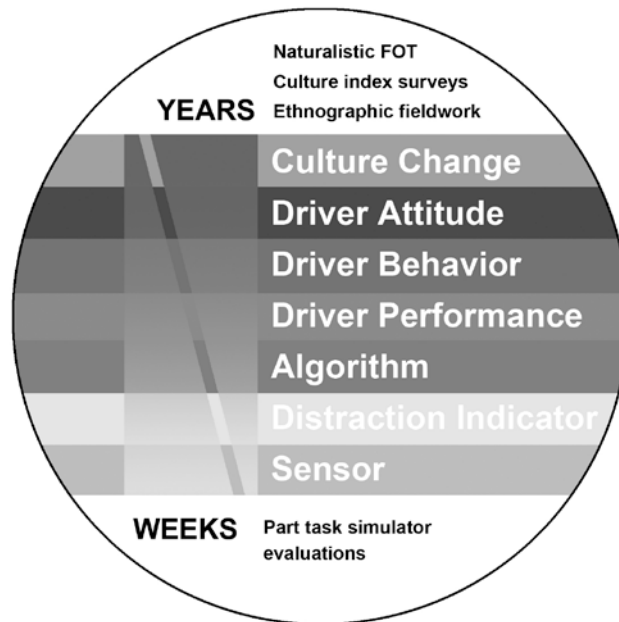 Naturalistic FOT
Culture index surveys
YEARS Ethnographic fieldwork
Culture Change
Driver Attitude
Driver Behavior
Driver Performance
Algorithm
Distraction Indicator
Sensor
WEEKS Part task simulator
evaluations